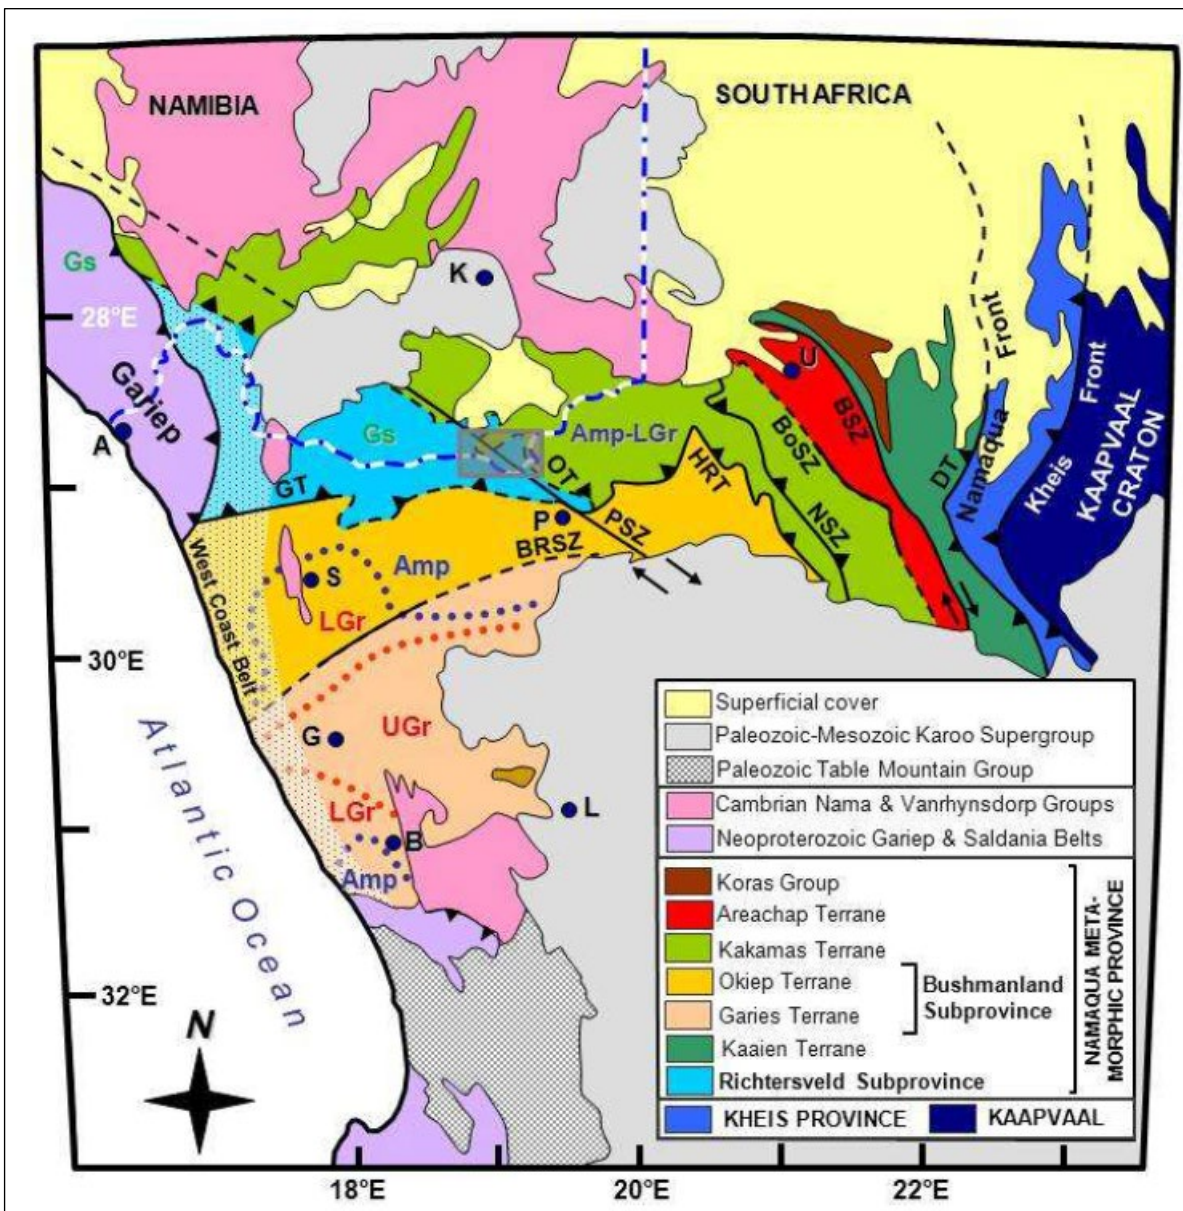 NAMIBIA
SOUTH AFRICA
Gs
K
28°E
Gariep
A
Gs
Amp-LGr
GT
OT
P
BRSZ
PSZ
HRT
BoSZ
NSZ
BSZ
U
DT
Namaqua
Front
Kheis
Front
KAAPVAAL
CRATON
West Coast Belt
S
Amp
LGr
30°E
UGr
G
LGr
B
Amp
L
Atlantic Ocean
32°E
N
18°E
20°E
22°E
Superficial cover
Paleozoic-Mesozoic Karoo Supergroup
Paleozoic Table Mountain Group
Cambrian Nama & Vanrhynsdorp Groups
Neoproterozoic Gariep & Saldania Belts
Koras Group
Areachap Terrane
Kakamas Terrane
Okiep Terrane
Garies Terrane
Bushmanland
Subprovince
Kaaien Terrane
Richtersveld Subprovince
NAMAQUA META-
MORPHIC PROVINCE
KHEIS PROVINCE
KAAPVAAL